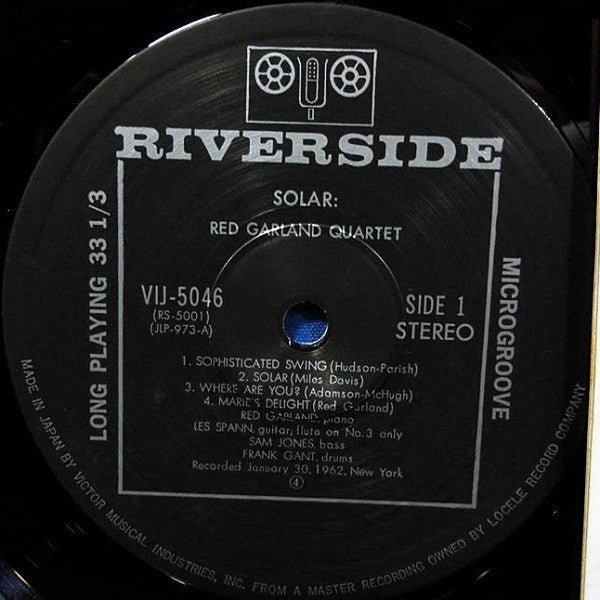 RIVERSIDE
SOLAR:
RED GARLAND QUARTET
LONG PLAYING 33 1/3
MICROGROOVE
VIJ-5046
(RS-5001)
(JLP-973-A)
SIDE 1
STEREO
1. SOPHISTICATED SWING (Hudson-Parish)
2. SOLAR (Miles Davis)
3. WHERE ARE YOU? (Adamson-McHugh)
4. MARIE'S DELIGHT (Red Garland)
RED GARLAND, piano
LES SPANN, guitar; flute on No. 3 only
SAM JONES, bass
FRANK GANT, drums
Recorded January 30, 1962, New York
④
MADE IN JAPAN BY VICTOR MUSICAL INDUSTRIES, INC. FROM A MASTER RECORDING OWNED BY LOCELE RECORD COMPANY